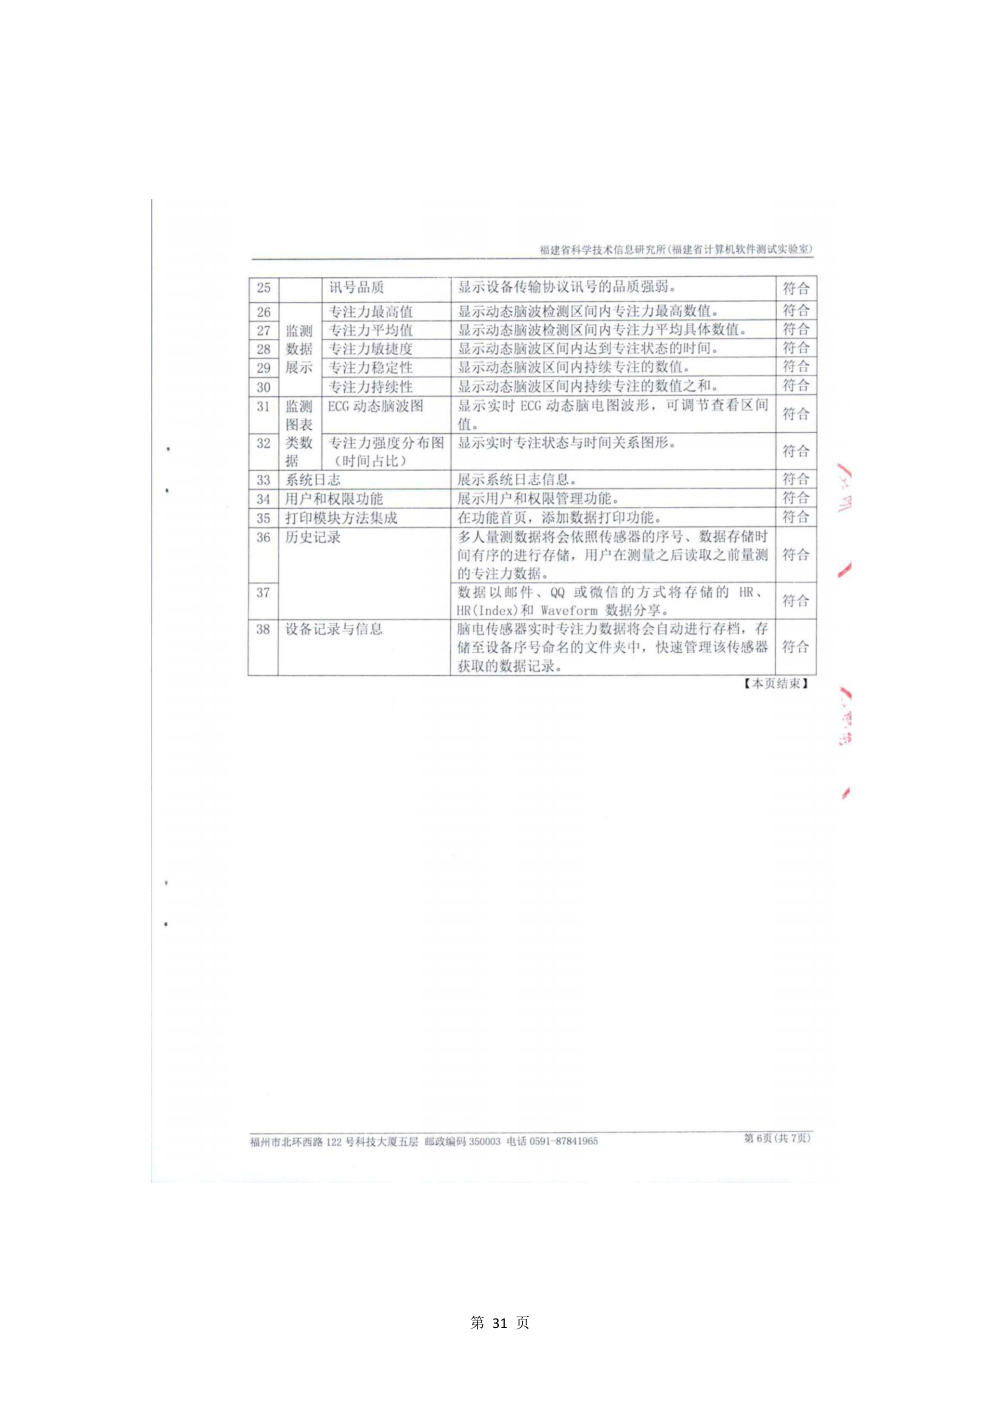 福建省科学技术信息研究所(福建省计算机软件测试实验室)
25 讯号品质 显示设备传输协议讯号的品质强弱。 符合
26 专注力最高值 显示动态脑波检测区间内专注力最高数值。 符合
27 监测 专注力平均值 显示动态脑波检测区间内专注力平均具体数值。 符合
28 数据 专注力敏捷度 显示动态脑波区间内达到专注状态的时间。 符合
29 展示 专注力稳定性 显示动态脑波区间内持续专注的数值。 符合
30 专注力持续性 显示动态脑波区间内持续专注的数值之和。 符合
31 监测 ECG 动态脑波图 显示实时 ECG 动态脑电图波形，可调节查看区间
图表 值。 符合
32 类数 专注力强度分布图 显示实时专注状态与时间关系图形。 符合
据 （时间占比）
33 系统日志 展示系统日志信息。 符合
34 用户和权限功能 展示用户和权限管理功能。 符合
35 打印模块方法集成 在功能首页，添加数据打印功能。 符合
36 历史记录 多人量测数据将会依照传感器的序号、数据存储时
间有序的进行存储，用户在测量之后读取之前量测 符合
的专注力数据。
37 数据以邮件、QQ 或微信的方式将存储的 HR、
HR(Index)和 Waveform 数据分享。 符合
38 设备记录与信息 脑电传感器实时专注力数据将会自动进行存档，存
储至设备序号命名的文件夹中，快速管理该传感器 符合
获取的数据记录。
【本页结束】
福州市北环西路 122 号科技大厦五层 邮政编码 350003 电话 0591-87841965 第 6页(共 7页)
第 31 页